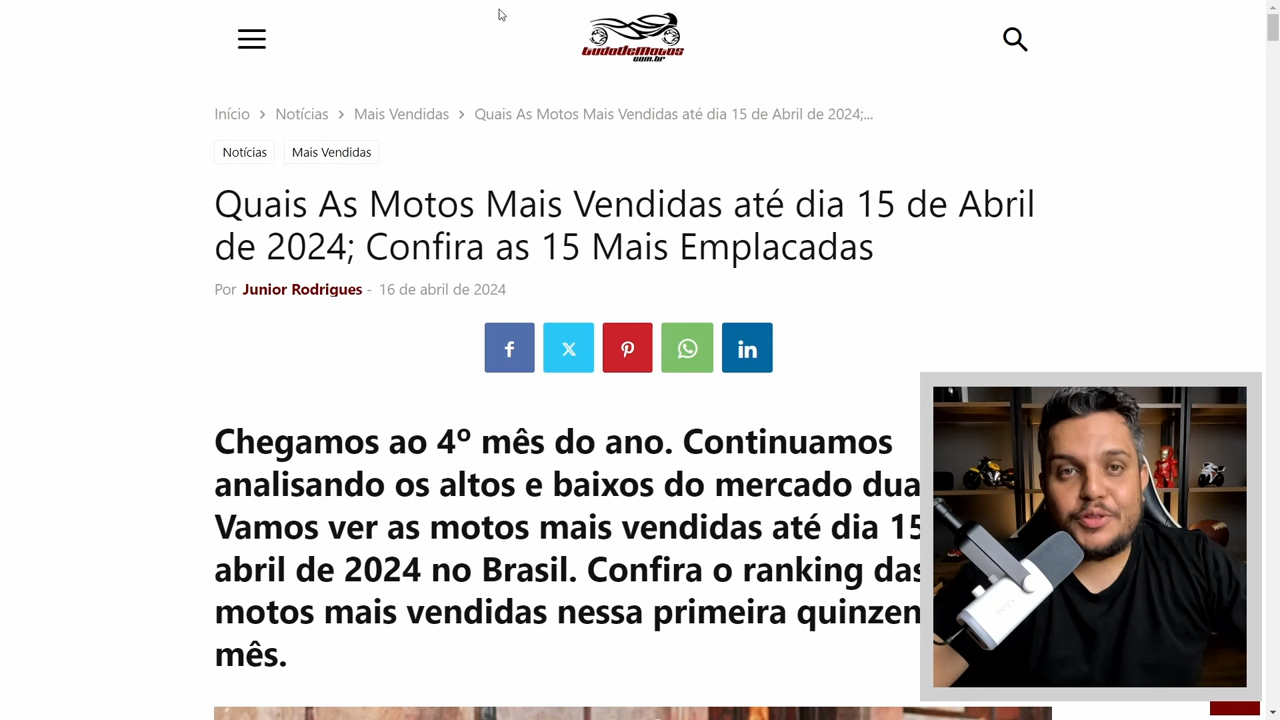 tudodeMotos
com.br
Início > Notícias > Mais Vendidas > Quais As Motos Mais Vendidas até dia 15 de Abril de 2024;...
Notícias Mais Vendidas
Quais As Motos Mais Vendidas até dia 15 de Abril
de 2024; Confira as 15 Mais Emplacadas
Por Junior Rodrigues - 16 de abril de 2024
Chegamos ao 4º mês do ano. Continuamos
analisando os altos e baixos do mercado dua
Vamos ver as motos mais vendidas até dia 15
abril de 2024 no Brasil. Confira o ranking das
motos mais vendidas nessa primeira quinzen
mês.